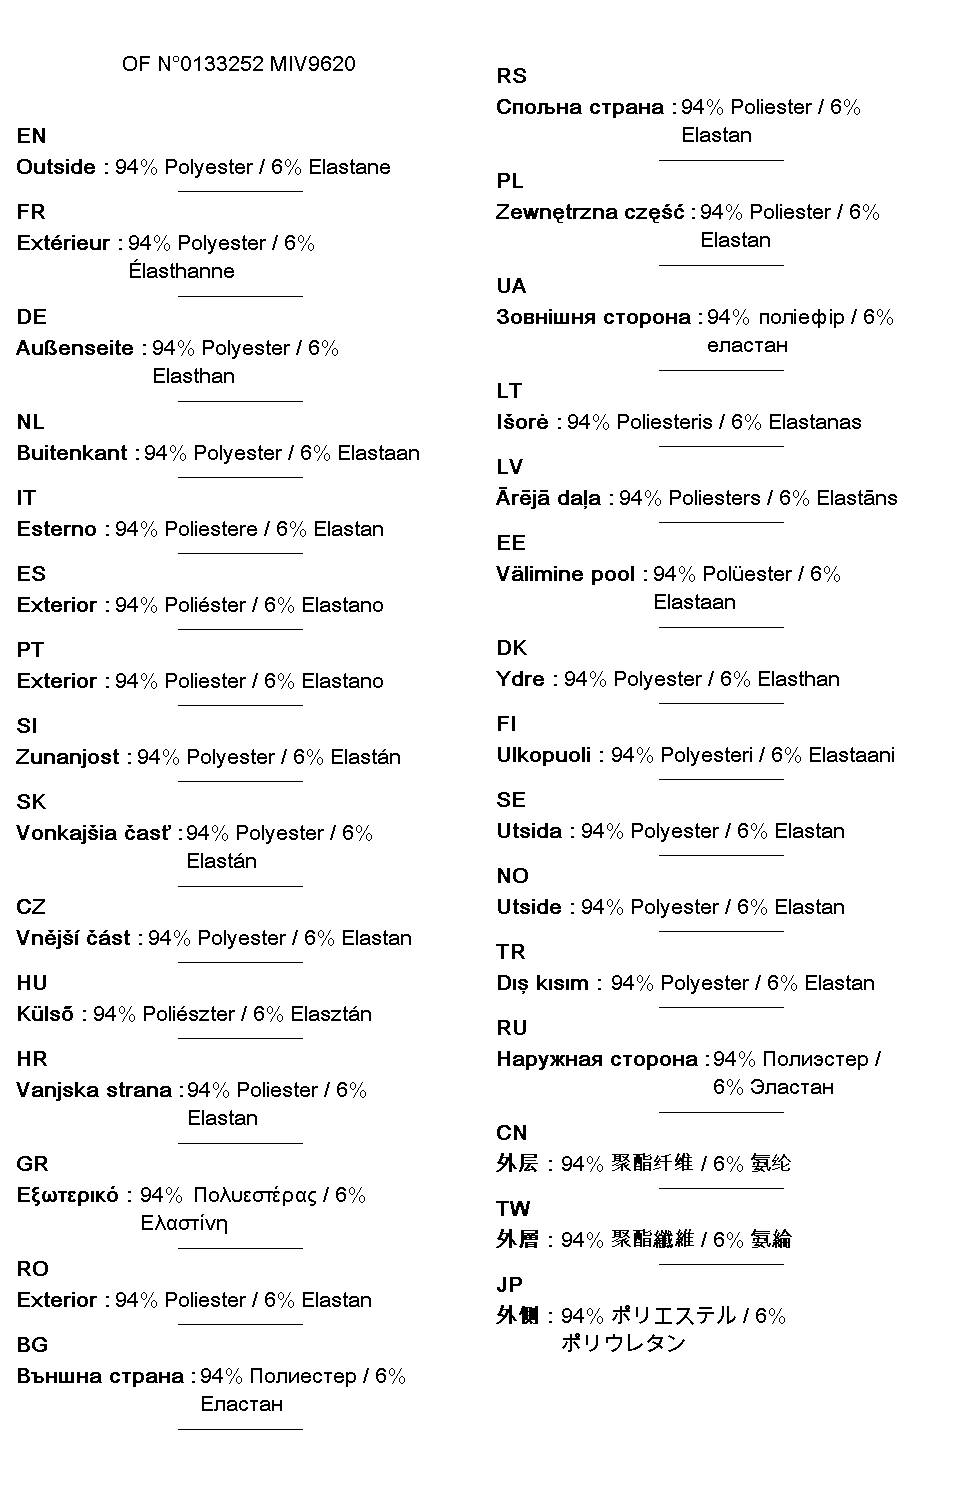 OF N°0133252 MIV9620
EN
Outside : 94% Polyester / 6% Elastane
FR
Extérieur : 94% Polyester / 6%
Élasthanne
DE
Außenseite : 94% Polyester / 6%
Elasthan
NL
Buitenkant : 94% Polyester / 6% Elastaan
IT
Esterno : 94% Poliestere / 6% Elastan
ES
Exterior : 94% Poliéster / 6% Elastano
PT
Exterior : 94% Poliester / 6% Elastano
SI
Zunanjost : 94% Polyester / 6% Elastán
SK
Vonkajšia časť : 94% Polyester / 6%
Elastán
CZ
Vnější část : 94% Polyester / 6% Elastan
HU
Külsõ : 94% Poliészter / 6% Elasztán
HR
Vanjska strana : 94% Poliester / 6%
Elastan
GR
Εξωτερικό : 94% Πολυεστέρας / 6%
Ελαστίνη
RO
Exterior : 94% Poliester / 6% Elastan
BG
Външна страна : 94% Полиестер / 6%
Еластан
RS
Спољна страна : 94% Poliester / 6%
Elastan
PL
Zewnętrzna część : 94% Poliester / 6%
Elastan
UA
Зовнішня сторона : 94% поліефір / 6%
еластан
LT
Išorė : 94% Poliesteris / 6% Elastanas
LV
Ārējā daļa : 94% Poliesters / 6% Elastāns
EE
Välimine pool : 94% Polüester / 6%
Elastaan
DK
Ydre : 94% Polyester / 6% Elasthan
FI
Ulkopuoli : 94% Polyesteri / 6% Elastaani
SE
Utsida : 94% Polyester / 6% Elastan
NO
Utside : 94% Polyester / 6% Elastan
TR
Dış kısım : 94% Polyester / 6% Elastan
RU
Наружная сторона : 94% Полиэстер /
6% Эластан
CN
外层 : 94% 聚酯纤维 / 6% 氨纶
TW
外層 : 94% 聚酯纖維 / 6% 氨綸
JP
外側 : 94% ポリエステル / 6%
ポリウレタン